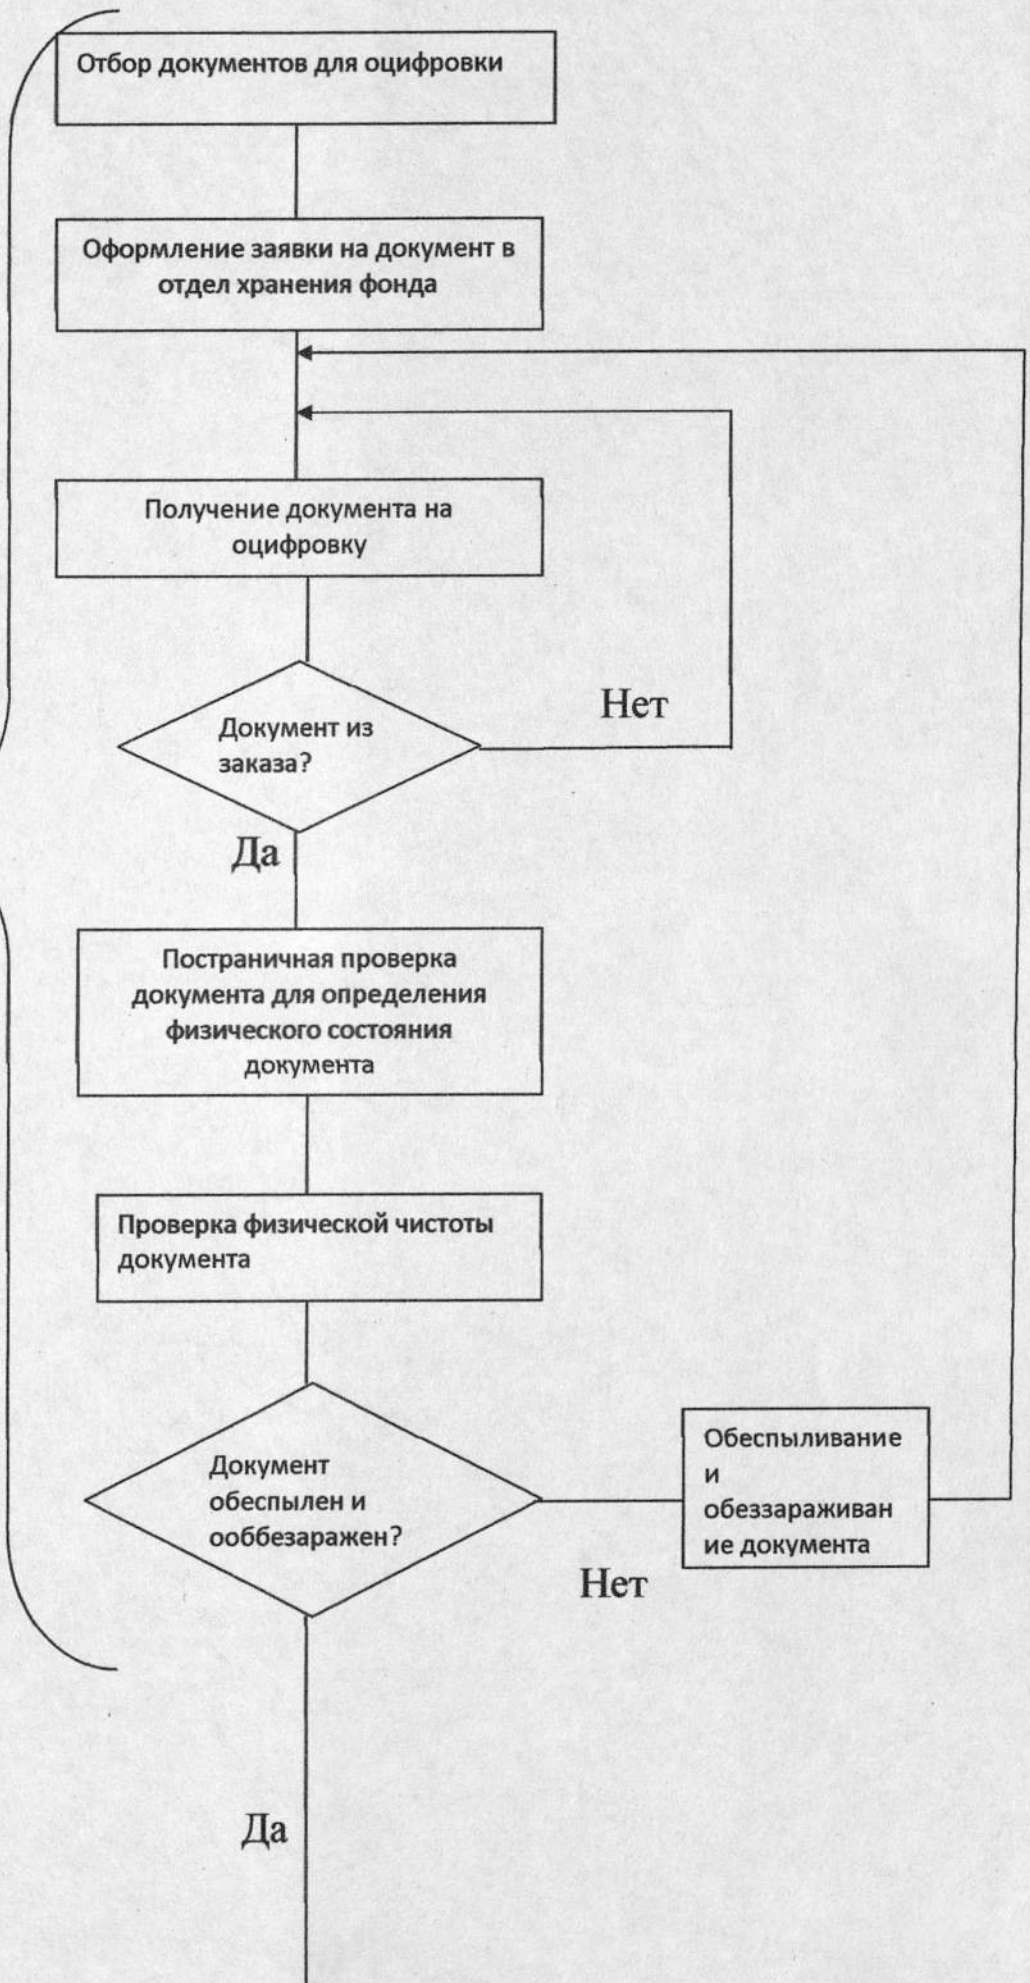 Отбор документов для оцифровки
Оформление заявки на документ в
отдел хранения фонда
Получение документа на
оцифровку
Документ из
заказа?
Нет
Да
Постраничная проверка
документа для определения
физического состояния
документа
Проверка физической чистоты
документа
Документ
обеспылен и
ооббезаражен?
Обеспыливание
и
обеззараживан
ие документа
Нет
Да